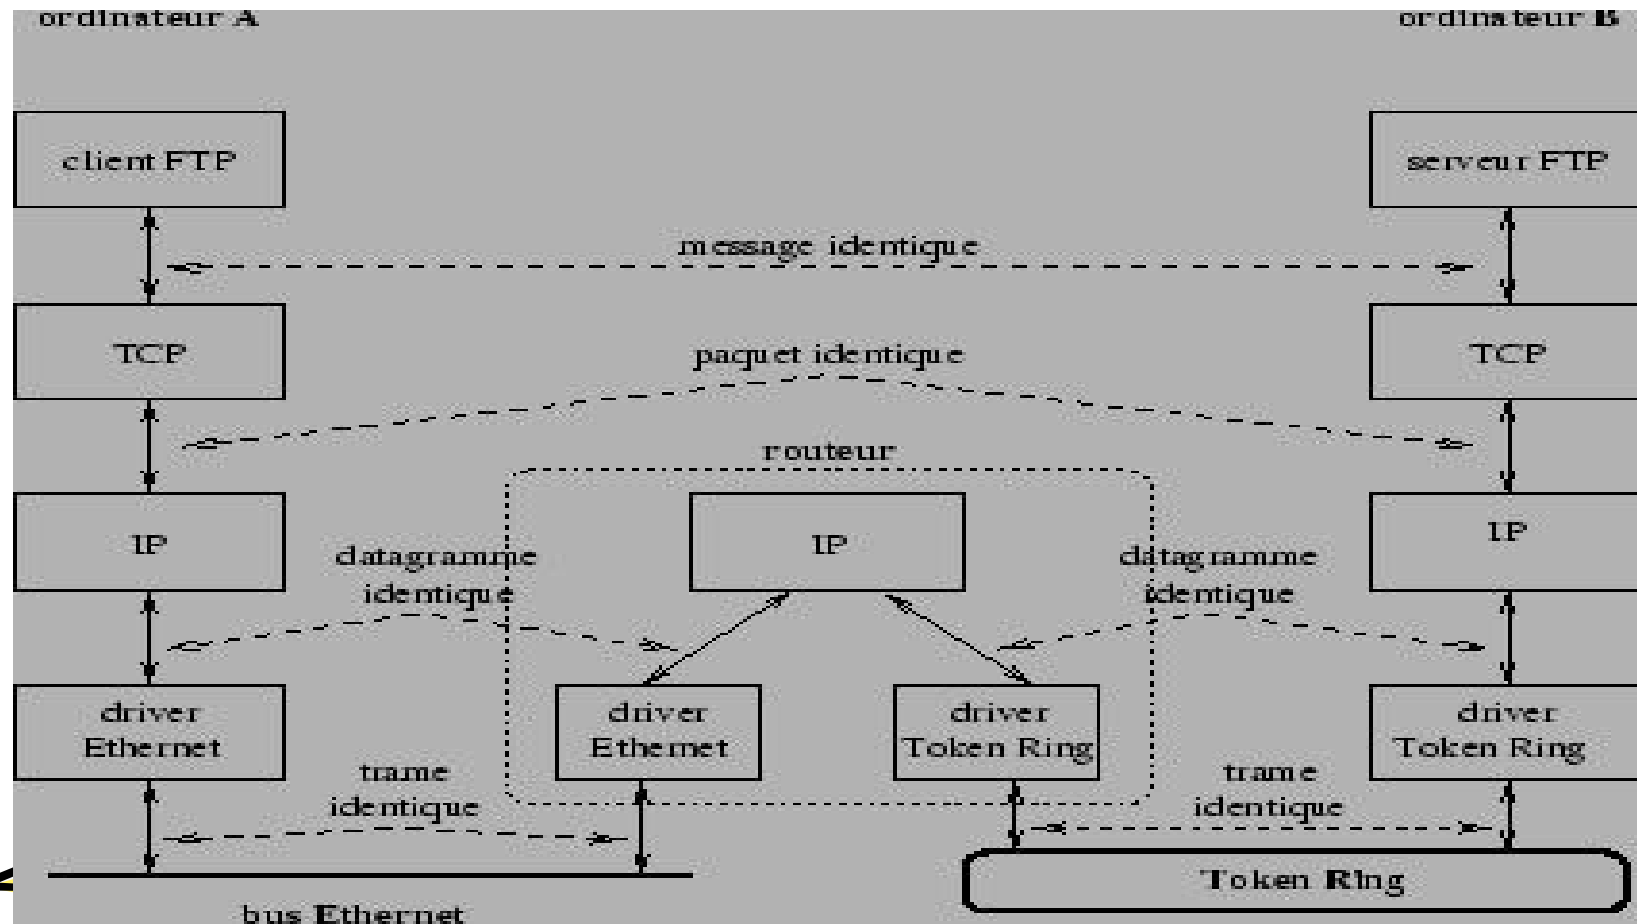 ordinateur A
ordinateur B
client FTP
serveur FTP
message identique
TCP
paquet identique
TCP
routeur
IP
IP
IP
datagramme
identique
datagramme
identique
driver
Ethernet
driver
Ethernet
driver
Token Ring
driver
Token Ring
trame
identique
trame
identique
Token Ring
bus Ethernet